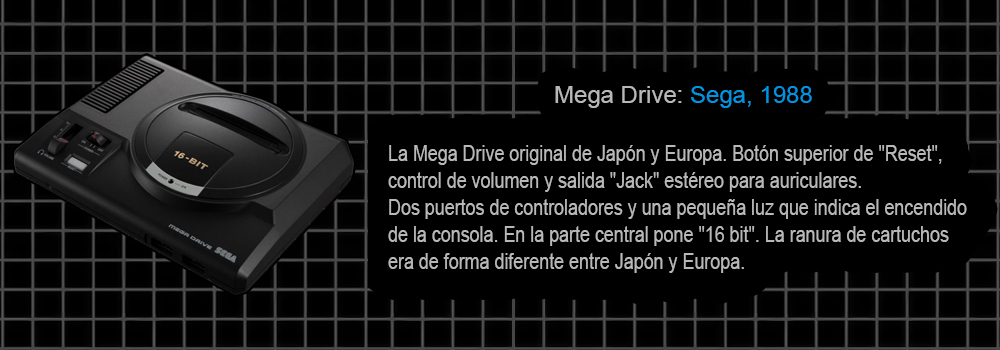 Mega Drive: Sega, 1988
La Mega Drive original de Japón y Europa. Botón superior de "Reset",
control de volumen y salida "Jack" estéreo para auriculares.
Dos puertos de controladores y una pequeña luz que indica el encendido
de la consola. En la parte central pone "16 bit". La ranura de cartuchos
era de forma diferente entre Japón y Europa.
16-BIT
MEGA DRIVE SEGA